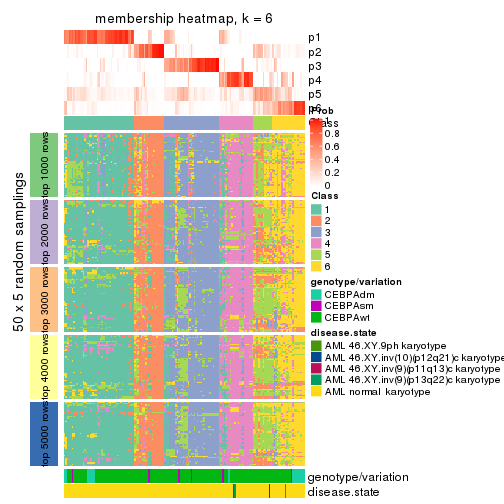 membership heatmap, k = 6
p1
p2
p3
p4
p5
p6
50 x 5 random samplings
top 1000 rows
top 2000 rows
top 3000 rows
top 4000 rows
top 5000 rows
Prob
1
0.8
0.6
0.4
0.2
0
Class
Class
1
2
3
4
5
6
genotype/variation
CEBPAdm
CEBPAsm
CEBPAwt
disease.state
AML 46.XY.9ph karyotype
AML 46.XY.inv(10)(p12q21)c karyotype
AML 46.XY.inv(9)(p11q13)c karyotype
AML 46.XY.inv(9)(p13q22)c karyotype
AML normal karyotype
genotype/variation
disease.state